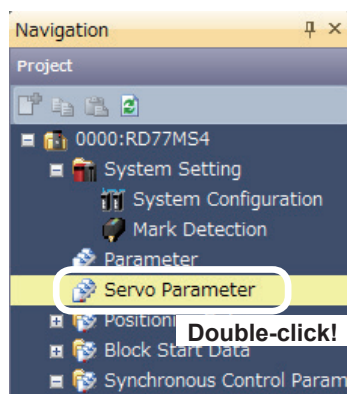 Navigation
Project
0000:RD77MS4
System Setting
System Configuration
Mark Detection
Parameter
Servo Parameter
Double-click!
Block Start Data
Synchronous Control Param